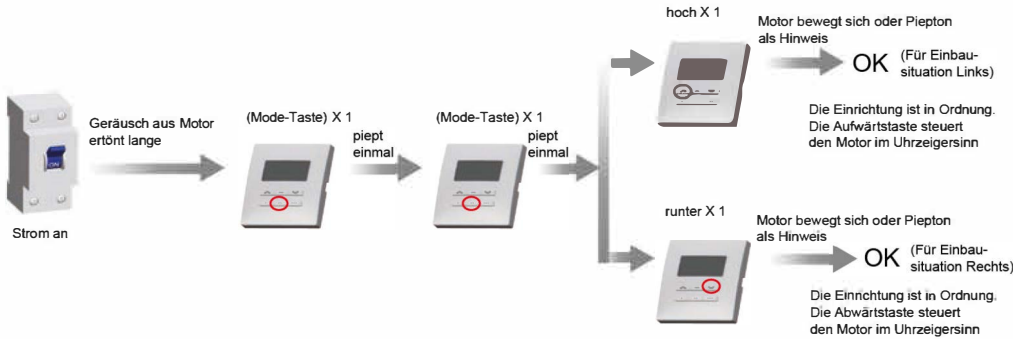 hoch X 1
Motor bewegt sich oder Piepton
als Hinweis
OK
(Für Einbau-
situation Links)
Geräusch aus Motor
ertönt lange
(Mode-Taste) X 1
piept
einmal
(Mode-Taste) X 1
piept
einmal
Die Einrichtung ist in Ordnung.
Die Aufwärtstaste steuert
den Motor im Uhrzeigersinn
ON
Strom an
runter X 1
Motor bewegt sich oder Piepton
als Hinweis
OK
(Für Einbau-
situation Rechts)
Die Einrichtung ist in Ordnung.
Die Abwärtstaste steuert
den Motor im Uhrzeigersinn